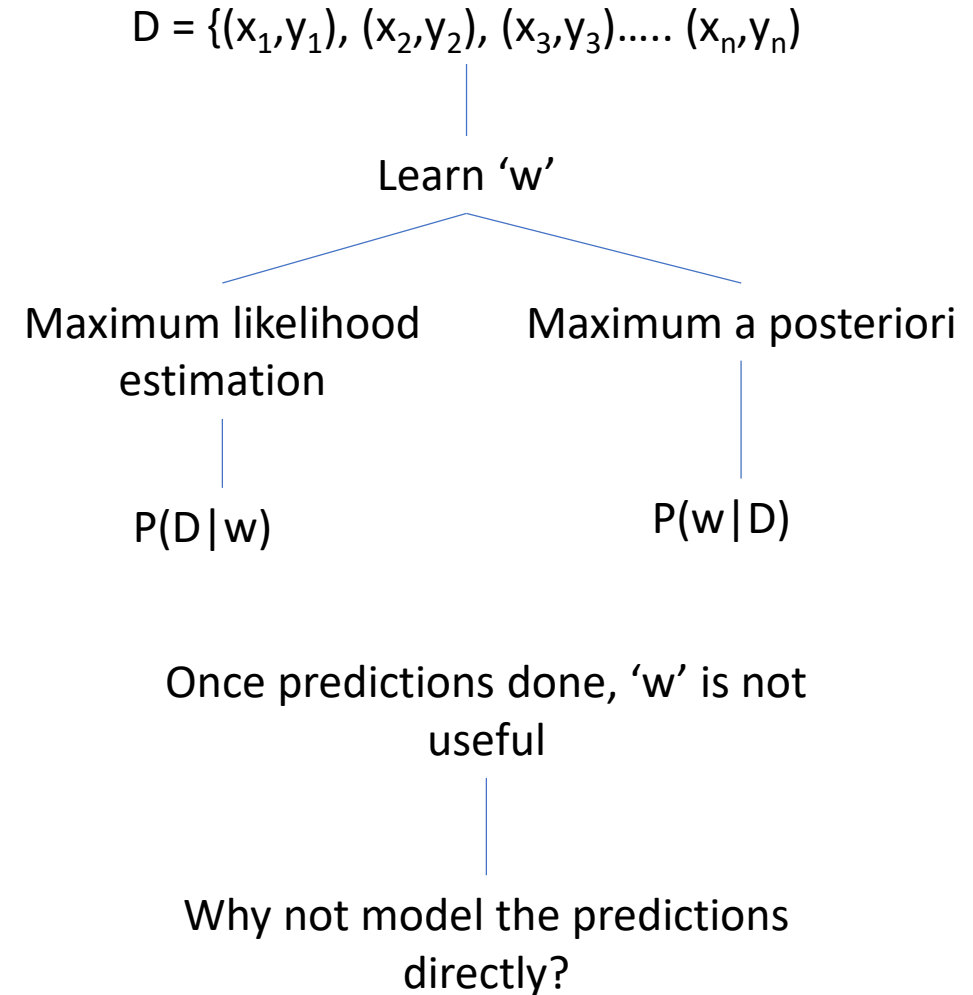 D = {(x₁,y₁), (x₂,y₂), (x₃,y₃)..... (xₙ,yₙ)
Learn ‘w’
Maximum likelihood
estimation
Maximum a posteriori
P(D|w)
P(w|D)
Once predictions done, ‘w’ is not
useful
Why not model the predictions
directly?